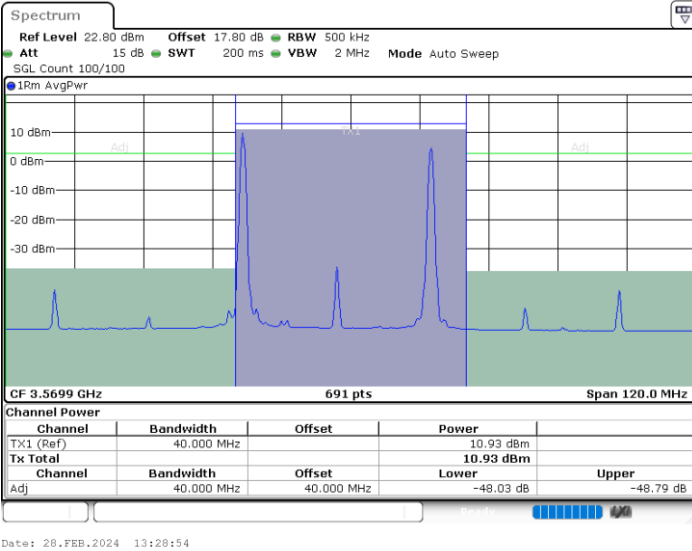 Spectrum
Ref Level 22.80 dBm Offset 17.80 dB RBW 500 kHz
Att 15 dB SWT 200 ms VBW 2 MHz Mode Auto Sweep
SGL Count 100/100
1Rm AvgPwr
TX1
10 dBm
Adj Adj
0 dBm
-10 dBm
-20 dBm
-30 dBm
CF 3.5699 GHz 691 pts Span 120.0 MHz
Channel Power
Channel Bandwidth Offset Power
TX1 (Ref) 40.000 MHz 10.93 dBm
Tx Total 10.93 dBm
Channel Bandwidth Offset Lower Upper
Adj 40.000 MHz 40.000 MHz -48.03 dB -48.79 dB
Ready
Date: 28.FEB.2024 13:28:54